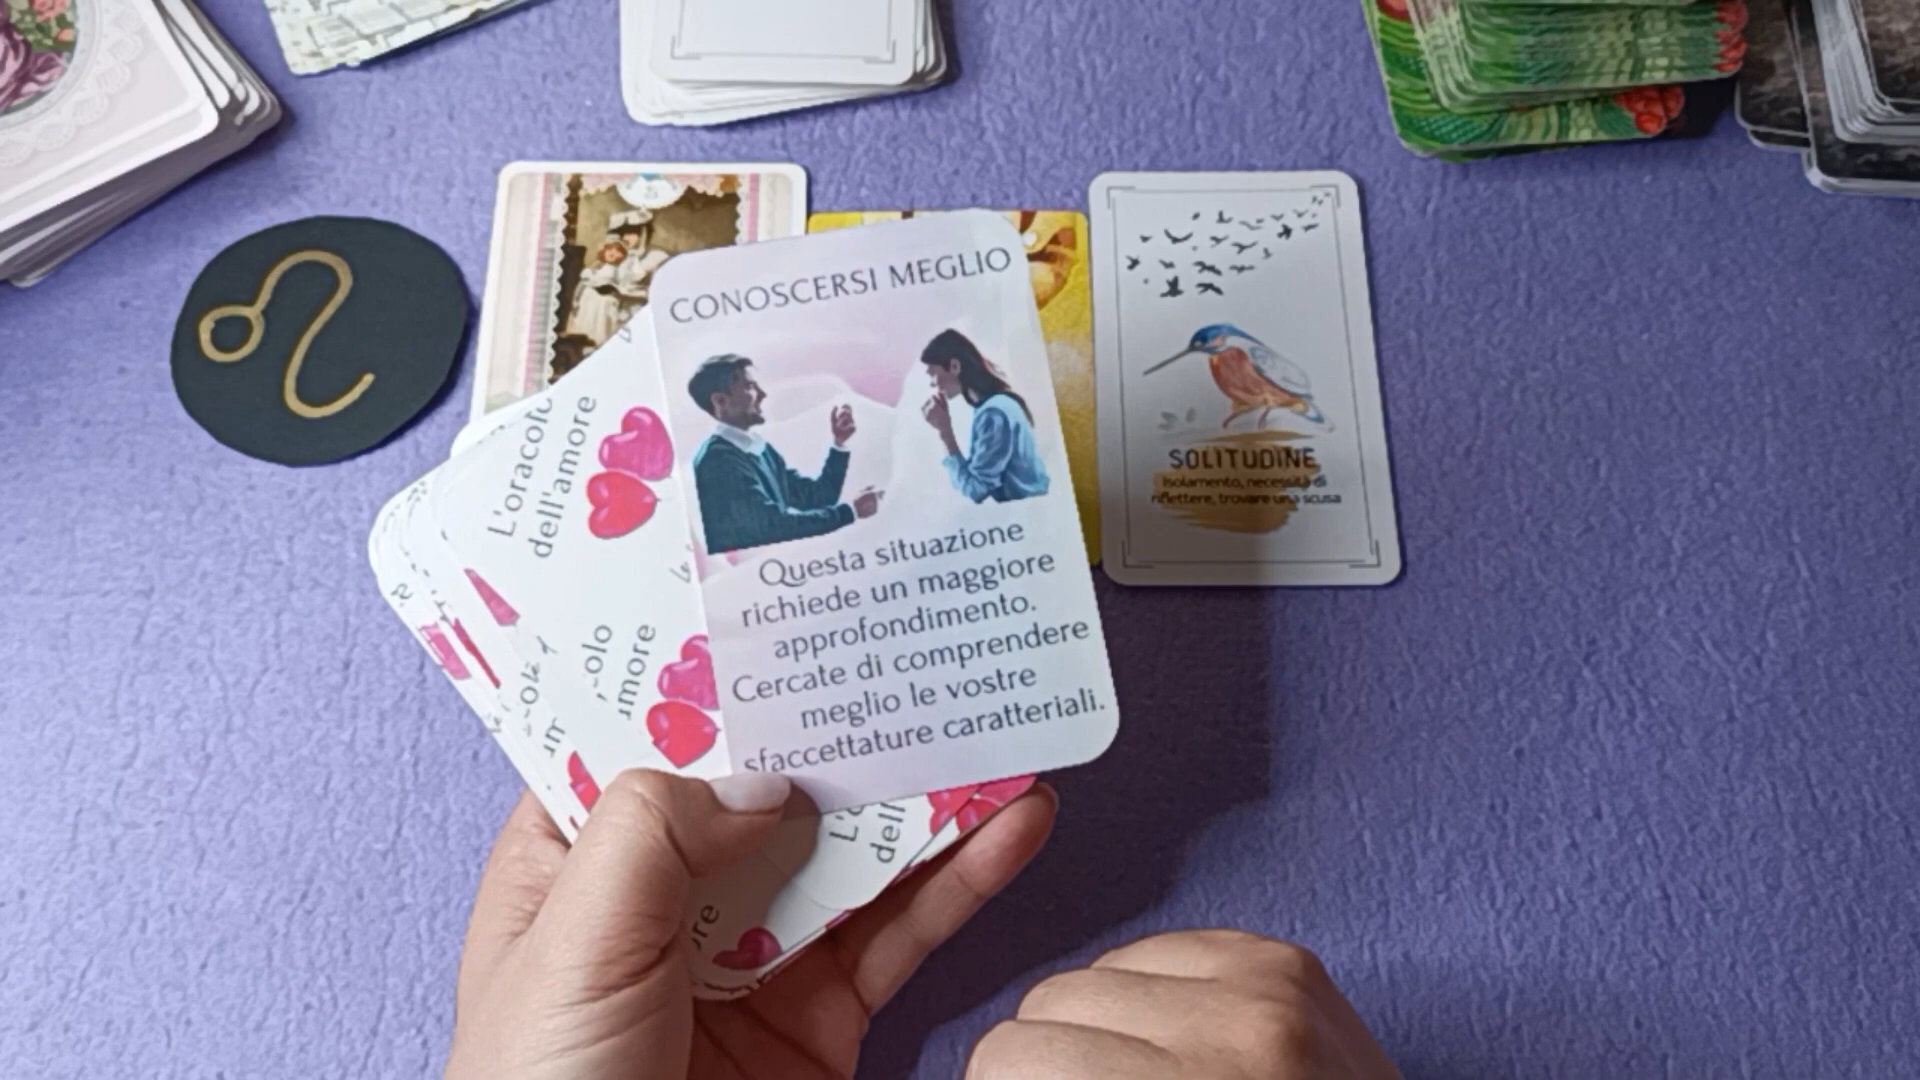 CONOSCERSI MEGLIO
Questa situazione
richiede un maggiore
approfondimento.
Cercate di comprendere
meglio le vostre
sfaccettature caratteriali.
SOLITUDINE
Isolamento, necessità di
riflettere, trovare una scusa
L'oracolo
dell'amore